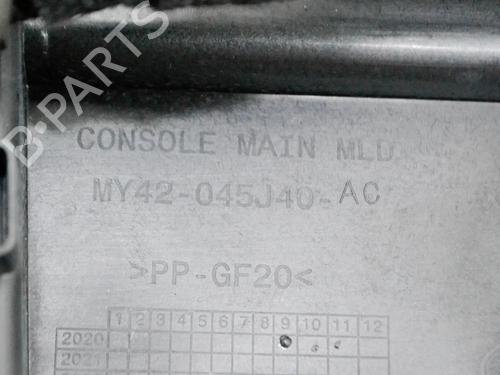 B-PARTS
CONSOLE MAIN MLD
MY42-045J40-AC
>PP-GF20<
1 2 3 4 5 6 7 8 9 10 11 12
2020
2021